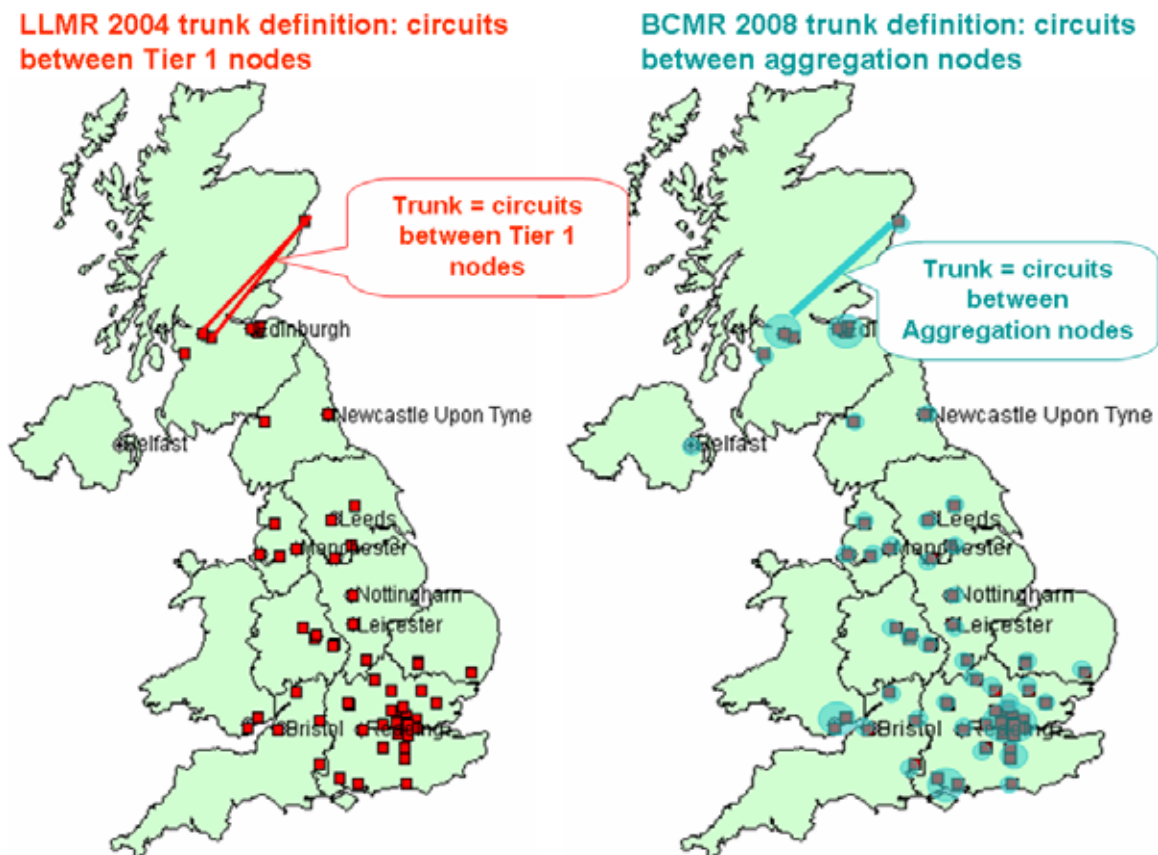 LLMR 2004 trunk definition: circuits
between Tier 1 nodes
Trunk = circuits
between Tier 1
nodes
Edinburgh
Newcastle Upon Tyne
Belfast
Leeds
Manchester
Nottingham
Leicester
Bristol
BCMR 2008 trunk definition: circuits
between aggregation nodes
Trunk = circuits
between
Aggregation nodes
Newcastle Upon Tyne
Belfast
Leeds
Manchester
Nottingham
Leicester
Bristol